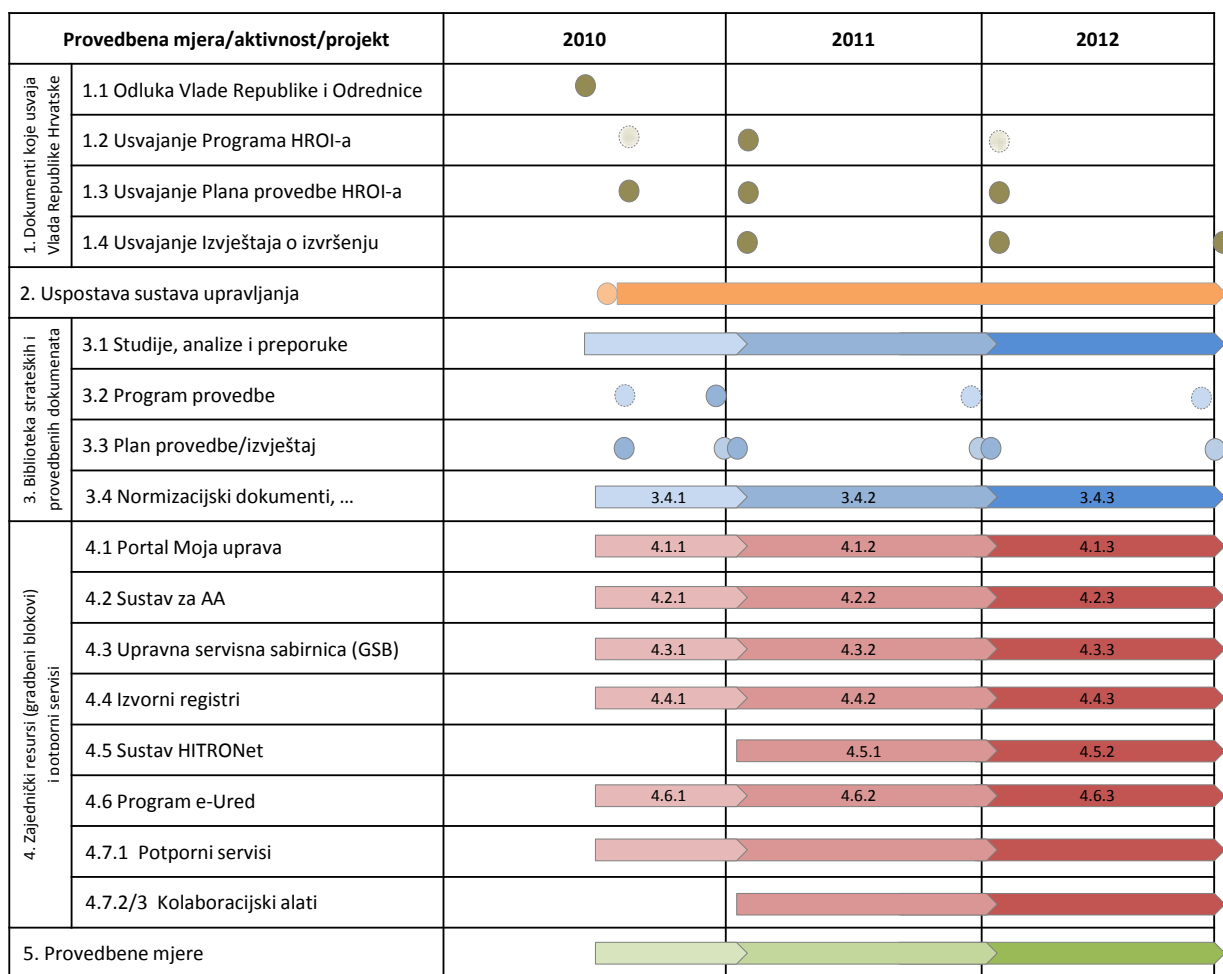 Provedbena mjera/aktivnost/projekt 2010 2011 2012
1. Dokumenti koje usvaja
Vlada Republike Hrvatske
1.1 Odluka Vlade Republike i Odrednice
1.2 Usvajanje Programa HROI-a
1.3 Usvajanje Plana provedbe HROI-a
1.4 Usvajanje Izvještaja o izvršenju
2. Uspostava sustava upravljanja
3. Biblioteka strateških i
provedbenih dokumenata
3.1 Studije, analize i preporuke
3.2 Program provedbe
3.3 Plan provedbe/izvještaj
3.4 Normizacijski dokumenti, ... 3.4.1 3.4.2 3.4.3
4. Zajednički resursi (gradbeni blokovi)
i potporni servisi
4.1 Portal Moja uprava 4.1.1 4.1.2 4.1.3
4.2 Sustav za AA 4.2.1 4.2.2 4.2.3
4.3 Upravna servisna sabirnica (GSB) 4.3.1 4.3.2 4.3.3
4.4 Izvorni registri 4.4.1 4.4.2 4.4.3
4.5 Sustav HITRONet 4.5.1 4.5.2
4.6 Program e-Ured 4.6.1 4.6.2 4.6.3
4.7.1 Potporni servisi
4.7.2/3 Kolaboracijski alati
5. Provedbene mjere